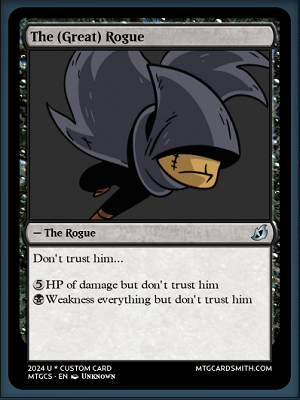 The (Great) Rogue
— The Rogue
Don't trust him...
5 HP of damage but don't trust him
Weakness everything but don't trust him
2024 U * CUSTOM CARD
MTGCS • EN Unknown
MTGCARDSMITH.COM